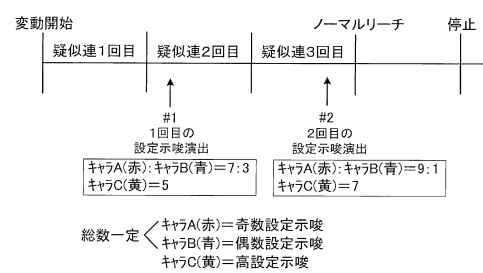 変動開始
ノーマルリーチ
停止
疑似連1回目
疑似連2回目
疑似連3回目
#1
1回目の
設定示唆演出
#2
2回目の
設定示唆演出
ｷｬﾗA(赤):ｷｬﾗB(青)=7:3
ｷｬﾗC(黄)=5
ｷｬﾗA(赤):ｷｬﾗB(青)=9:1
ｷｬﾗC(黄)=7
総数一定
ｷｬﾗA(赤)=奇数設定示唆
ｷｬﾗB(青)=偶数設定示唆
ｷｬﾗC(黄)=高設定示唆